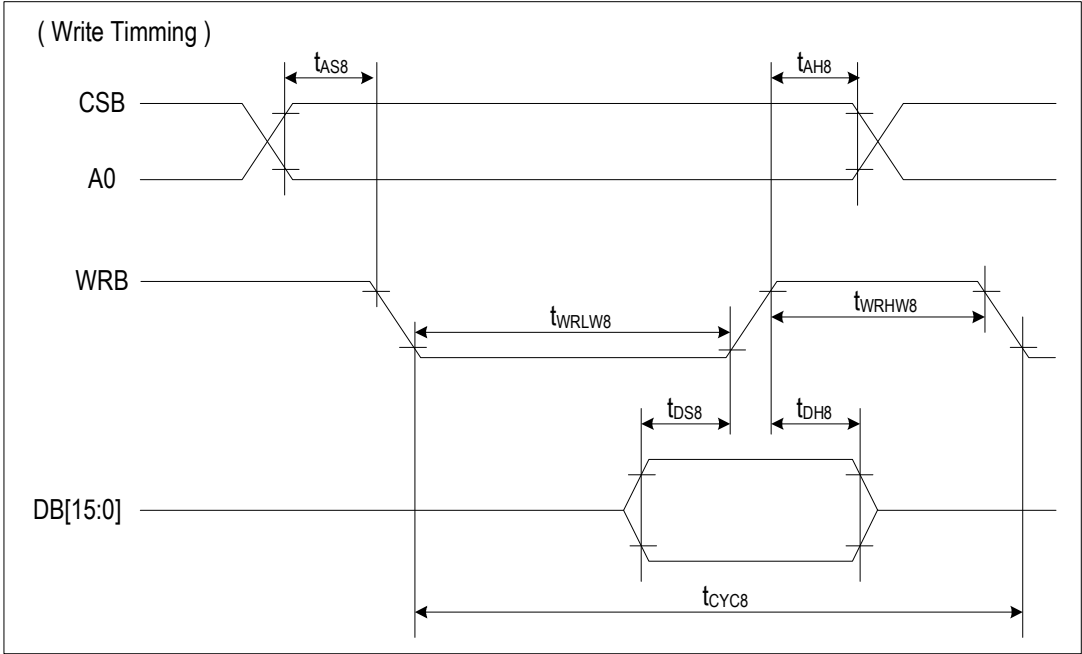 ( Write Timming )
tAS8
tAH8
CSB
A0
WRB
tWRLW8
tWRHW8
tDS8
tDH8
DB[15:0]
tCYC8